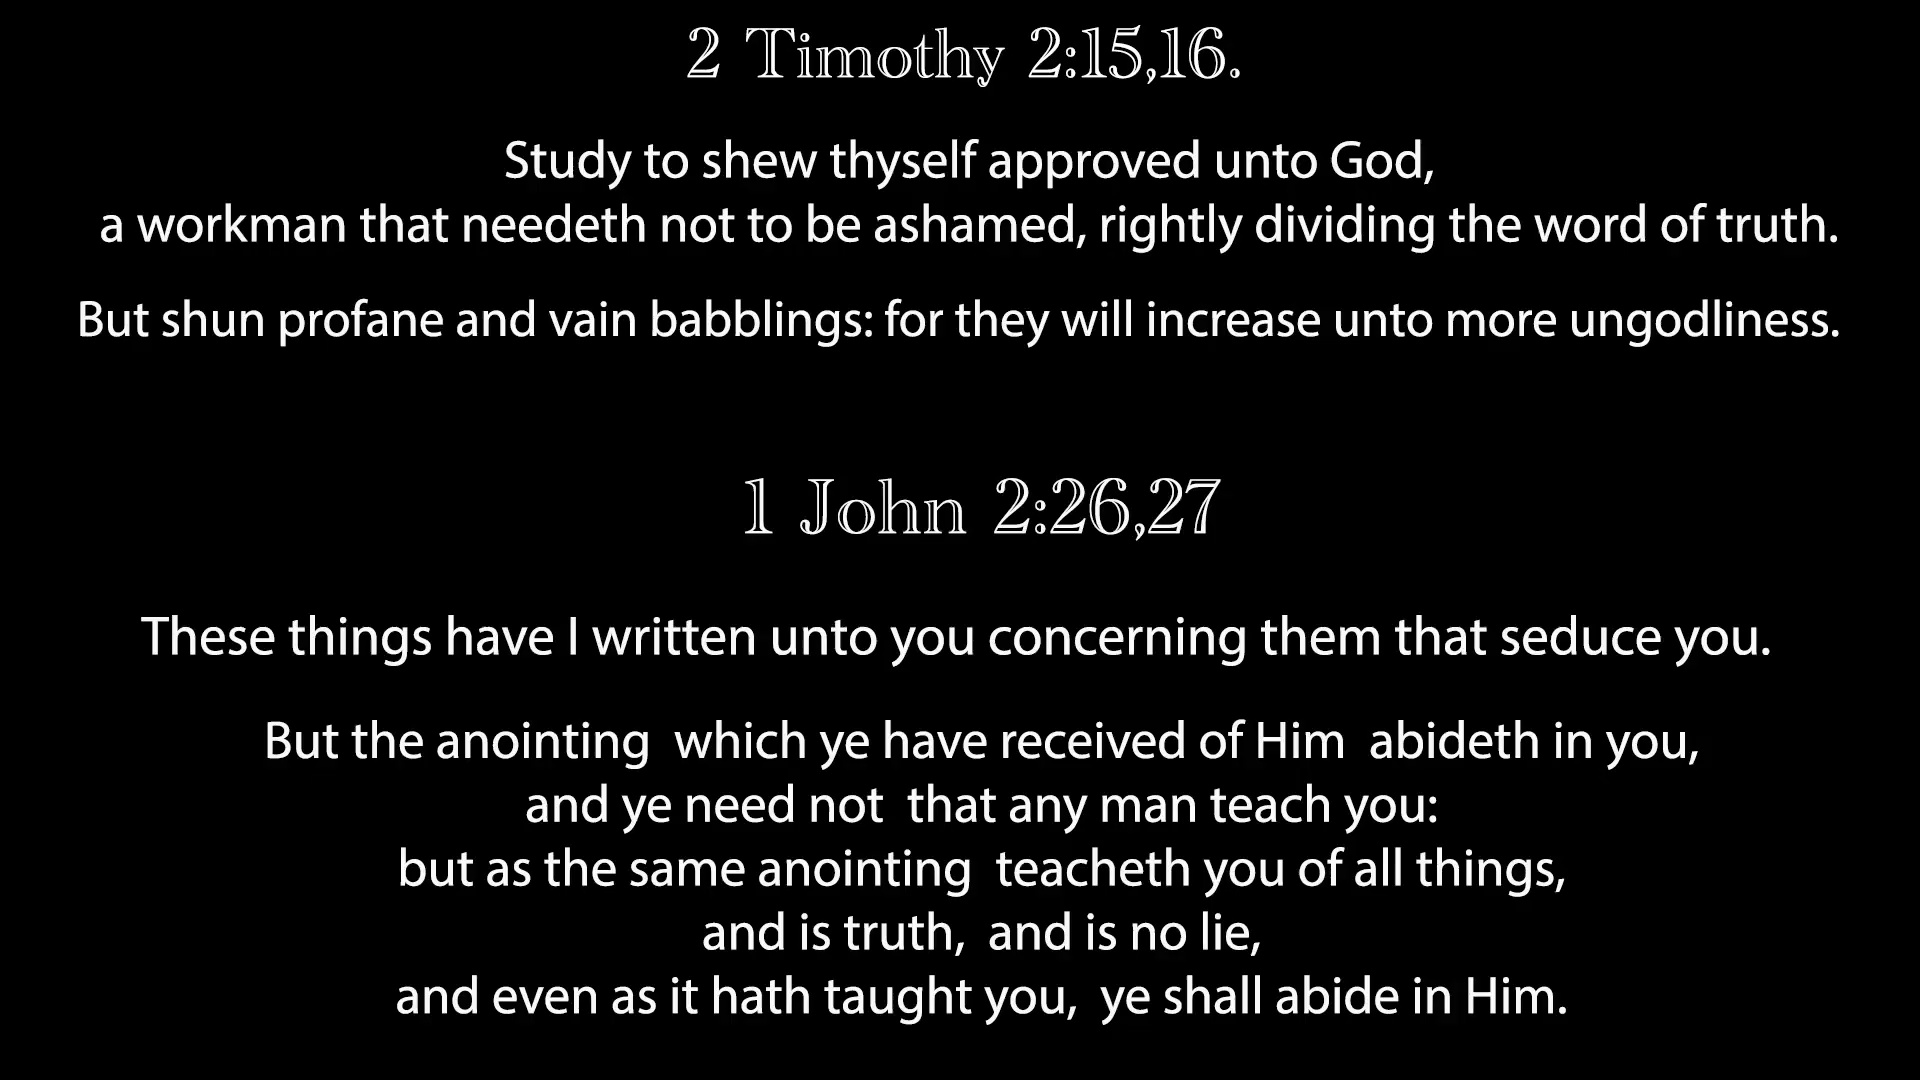 2 Timothy 2:15,16.
Study to shew thyself approved unto God,
a workman that needeth not to be ashamed, rightly dividing the word of truth.
But shun profane and vain babblings: for they will increase unto more ungodliness.
1 John 2:26,27
These things have I written unto you concerning them that seduce you.
But the anointing  which ye have received of Him  abideth in you,
and ye need not  that any man teach you:
but as the same anointing  teacheth you of all things,
and is truth,  and is no lie,
and even as it hath taught you,  ye shall abide in Him.